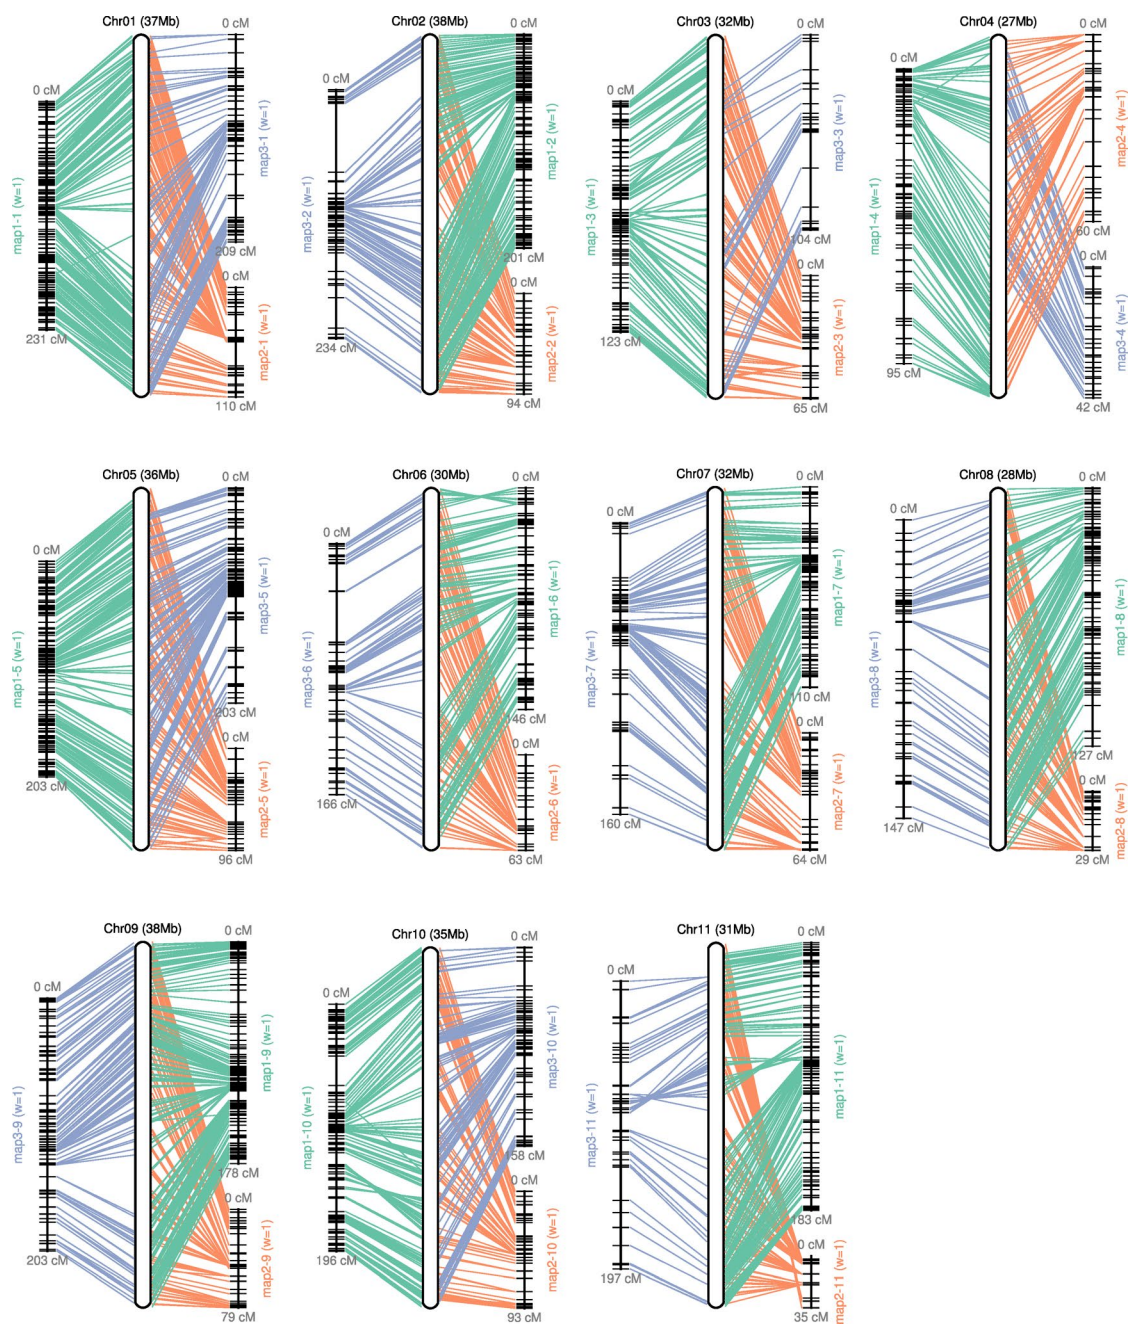 Chr01 (37Mb)
0 cM
0 cM
map1-1 (w=1)
map3-1 (w=1)
209 cM
0 cM
231 cM
map2-1 (w=1)
110 cM
Chr02 (38Mb)
0 cM
0 cM
map3-2 (w=1)
map1-2 (w=1)
201 cM
0 cM
234 cM
map2-2 (w=1)
94 cM
Chr03 (32Mb)
0 cM
0 cM
map1-3 (w=1)
map3-3 (w=1)
104 cM
0 cM
123 cM
map2-3 (w=1)
65 cM
Chr04 (27Mb)
0 cM
0 cM
map1-4 (w=1)
map2-4 (w=1)
60 cM
0 cM
95 cM
map3-4 (w=1)
42 cM
Chr05 (36Mb)
0 cM
0 cM
map1-5 (w=1)
map3-5 (w=1)
203 cM
0 cM
203 cM
map2-5 (w=1)
96 cM
Chr06 (30Mb)
0 cM
0 cM
map3-6 (w=1)
map1-6 (w=1)
146 cM
0 cM
166 cM
map2-6 (w=1)
63 cM
Chr07 (32Mb)
0 cM
0 cM
map3-7 (w=1)
map1-7 (w=1)
110 cM
0 cM
160 cM
map2-7 (w=1)
64 cM
Chr08 (28Mb)
0 cM
0 cM
map3-8 (w=1)
map1-8 (w=1)
127 cM
0 cM
147 cM
map2-8 (w=1)
29 cM
Chr09 (38Mb)
0 cM
0 cM
map3-9 (w=1)
map1-9 (w=1)
178 cM
0 cM
203 cM
map2-9 (w=1)
79 cM
Chr10 (35Mb)
0 cM
0 cM
map1-10 (w=1)
map3-10 (w=1)
158 cM
0 cM
196 cM
map2-10 (w=1)
93 cM
Chr11 (31Mb)
0 cM
0 cM
map3-11 (w=1)
map1-11 (w=1)
183 cM
0 cM
197 cM
map2-11 (w=1)
35 cM